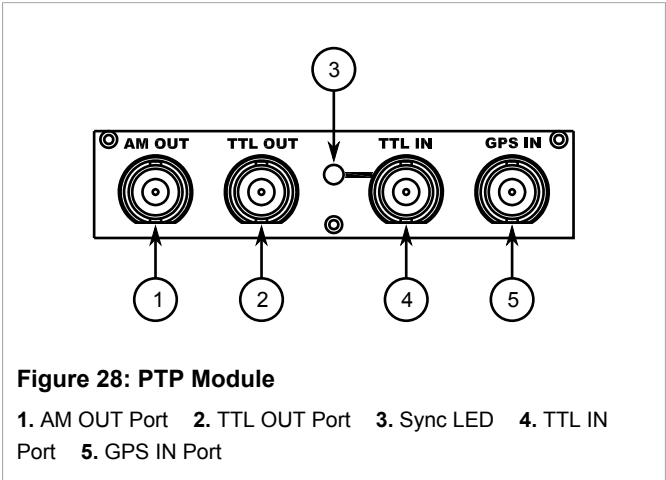 3
AM OUT TTL OUT TTL IN GPS IN
1 2 4 5
Figure 28: PTP Module
1. AM OUT Port 2. TTL OUT Port 3. Sync LED 4. TTL IN
Port 5. GPS IN Port